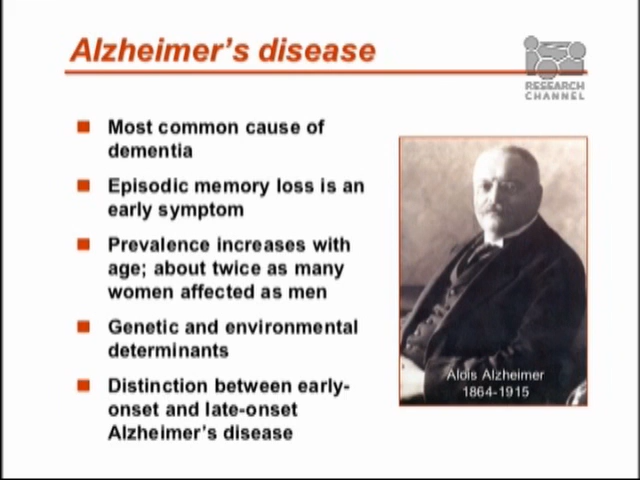 Alzheimer's disease
RESEARCH
CHANNEL
Most common cause of
dementia
Episodic memory loss is an
early symptom
Prevalence increases with
age; about twice as many
women affected as men
Genetic and environmental
determinants
Distinction between early-
onset and late-onset
Alzheimer's disease
Alois Alzheimer
1864-1915